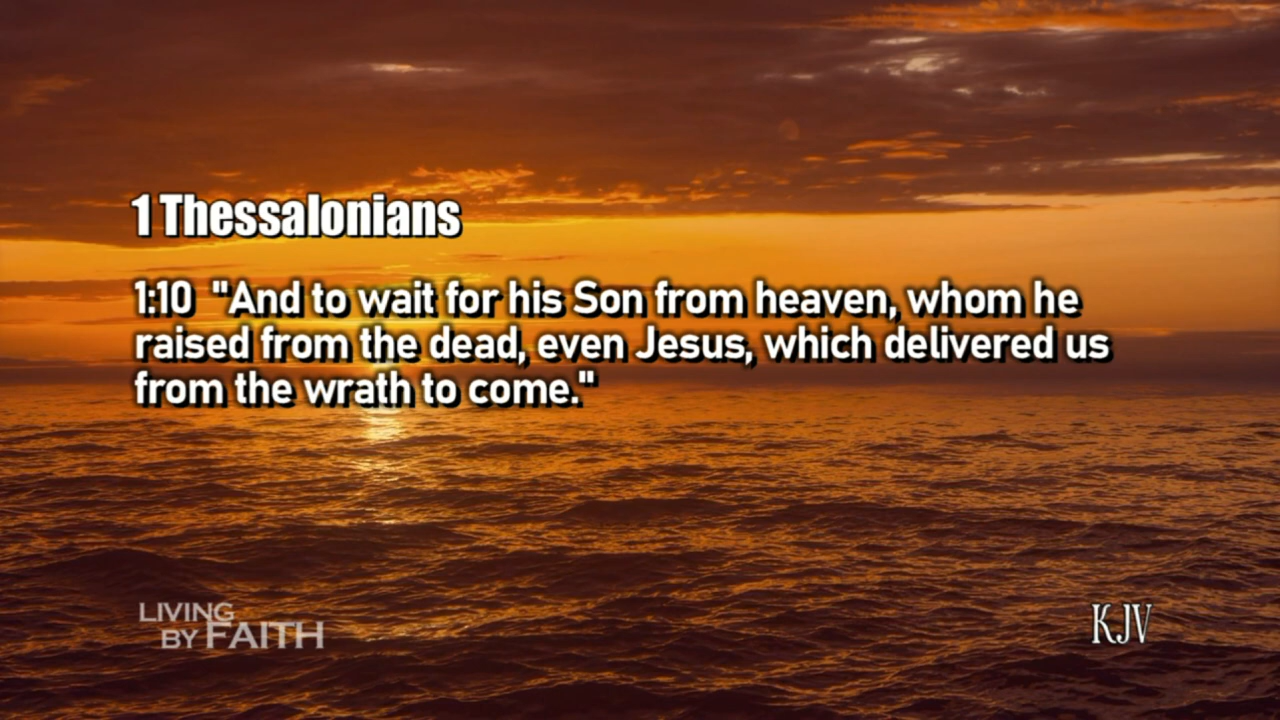 1 Thessalonians
1:10 "And to wait for his Son from heaven, whom he
raised from the dead, even Jesus, which delivered us
from the wrath to come."
LIVING
BY FAITH
KJV